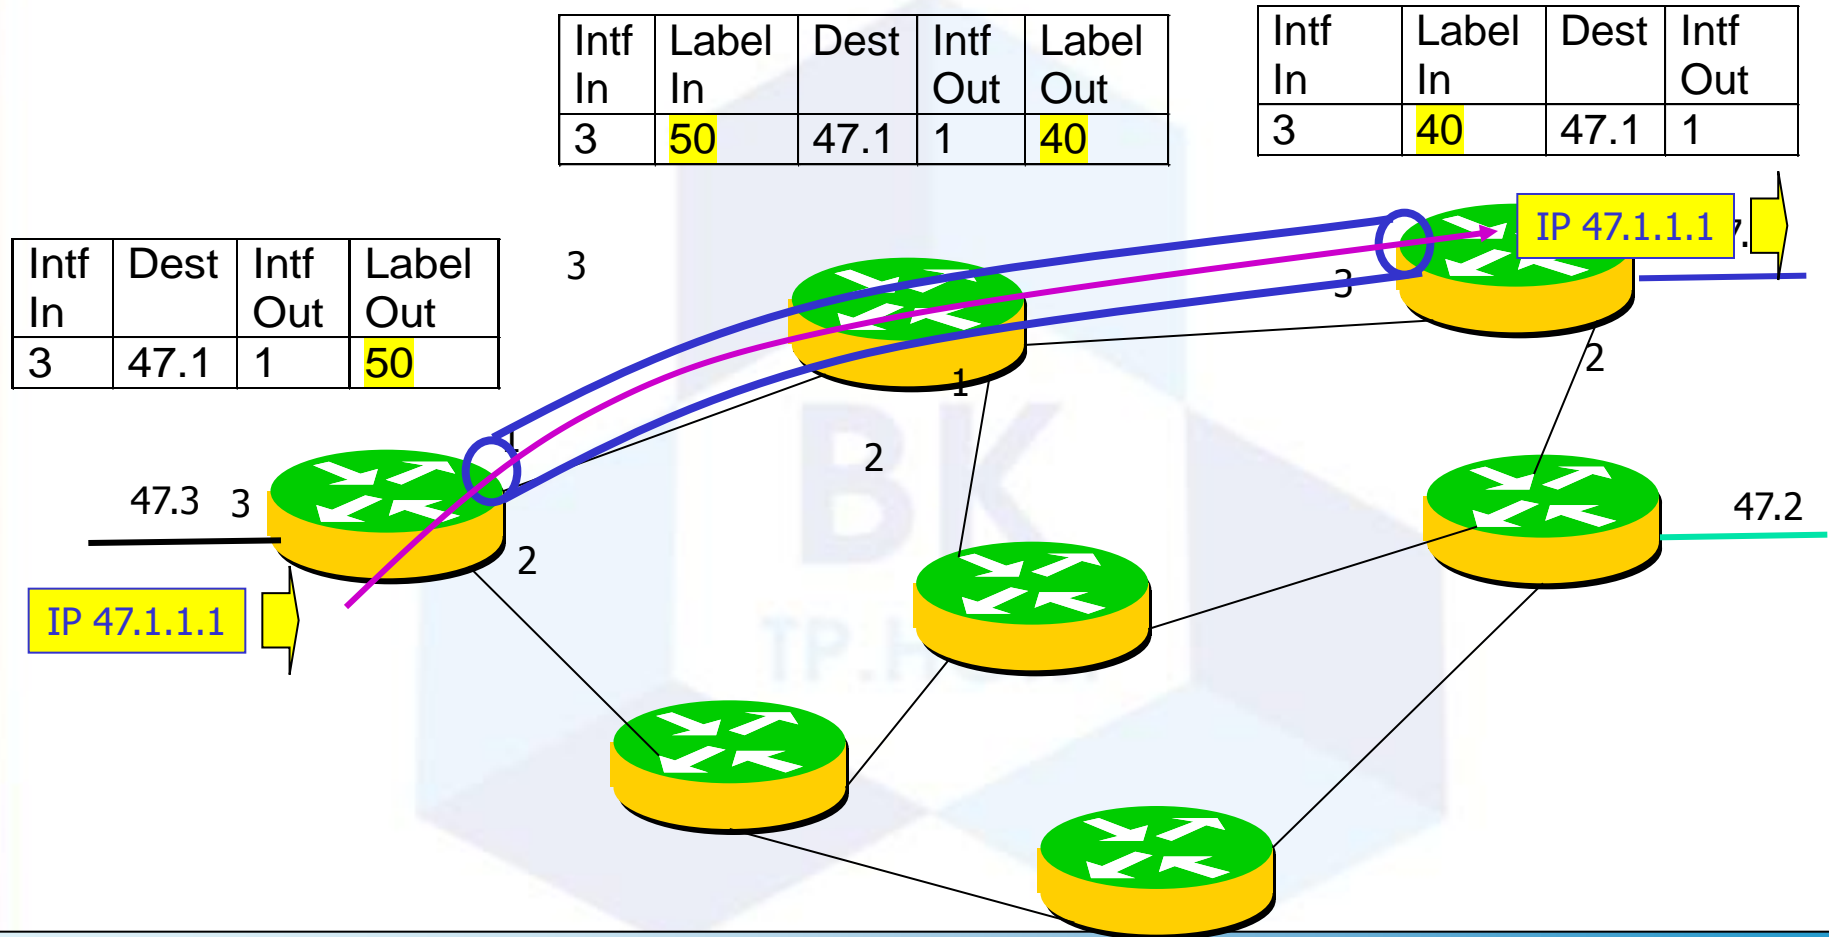 Intf Label Dest Intf Label
In In Out Out
3 50 47.1 1 40
Intf Label Dest Intf
In In Out
3 40 47.1 1
Intf Dest Intf Label
In Out Out
3 47.1 1 50
IP 47.1.1.1
3
3
2
1
2
47.3 3
47.2
2
IP 47.1.1.1
BK